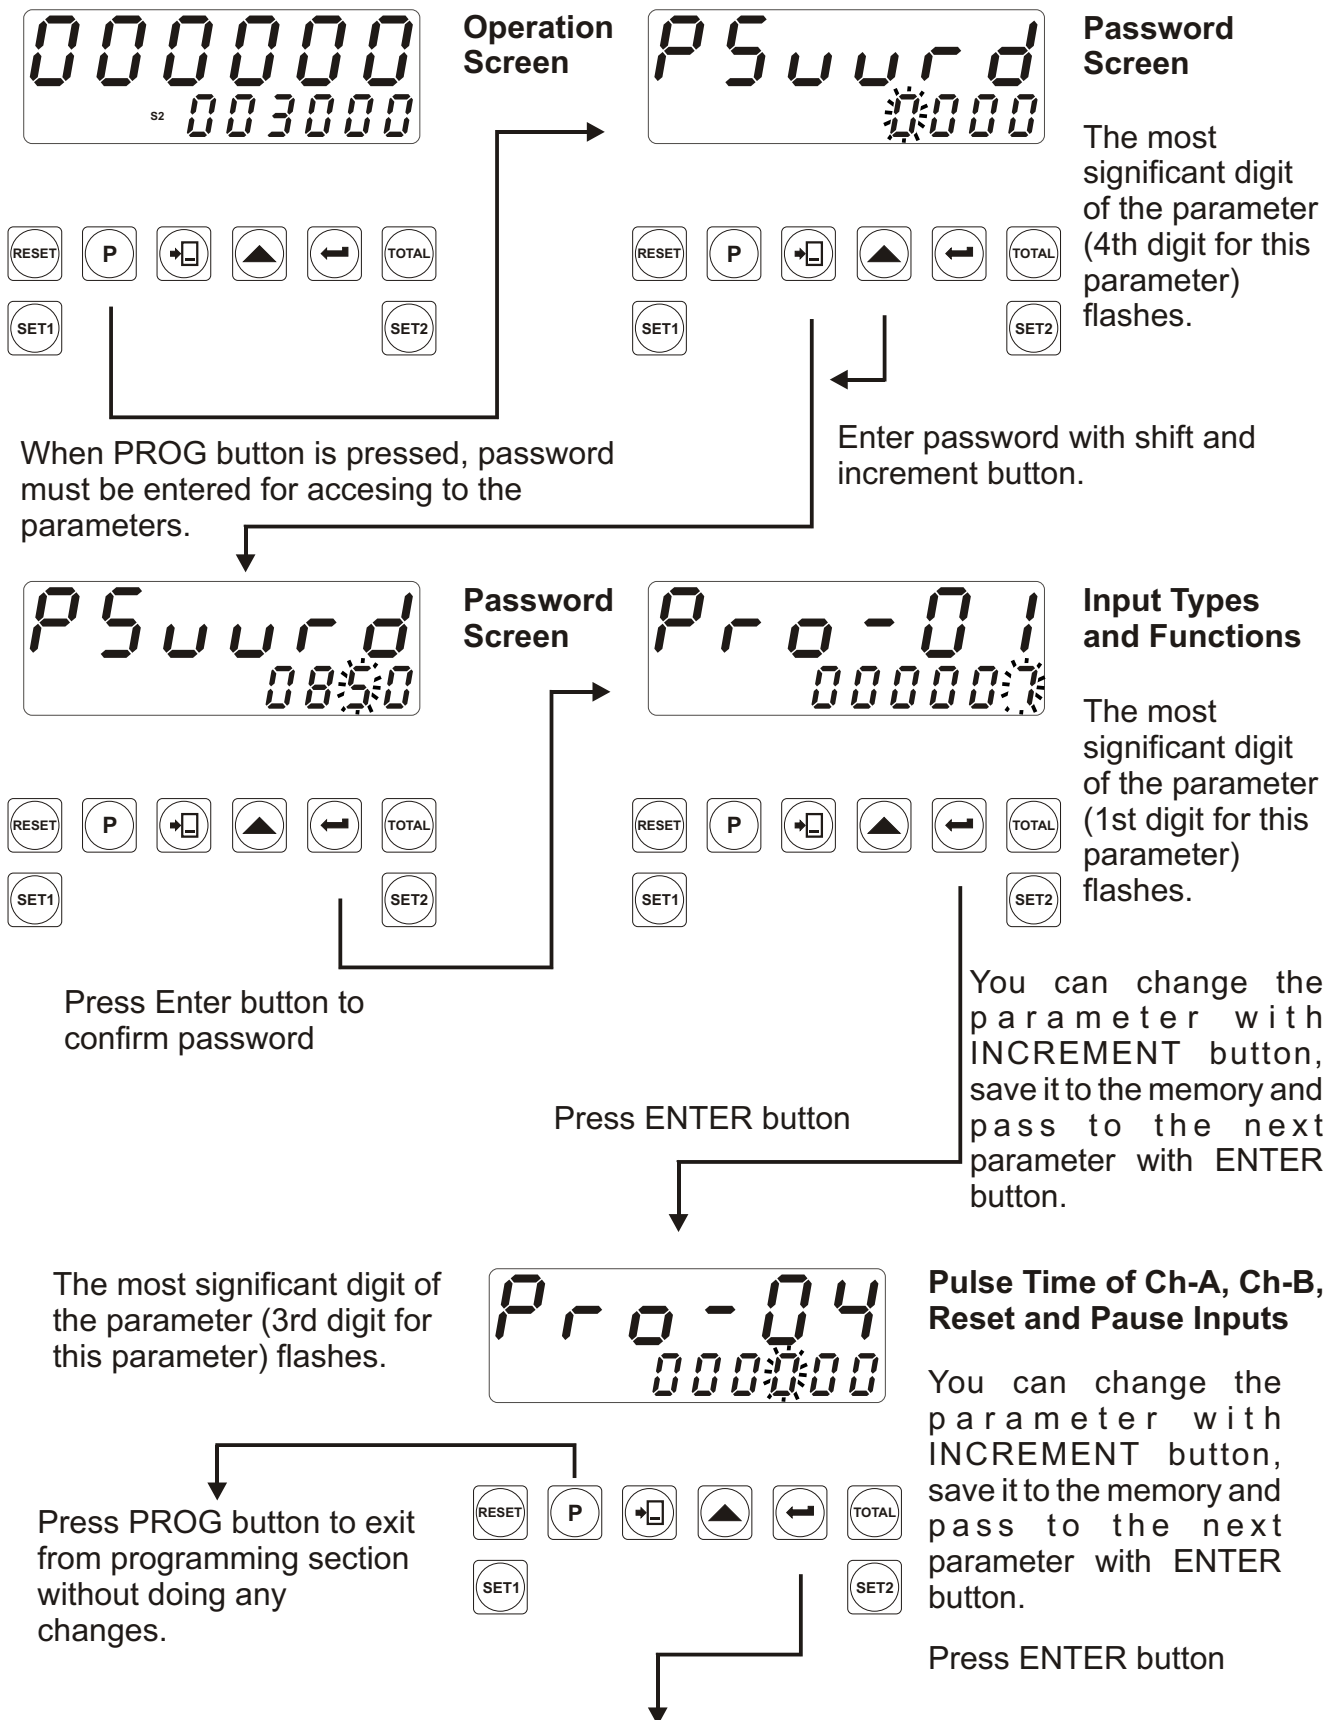 000000
S2 003000
Operation
Screen
RESET P TOTAL
SET1 SET2
When PROG button is pressed, password
must be entered for accesing to the
parameters.
PSuurd
0000
Password
Screen
The most
significant digit
of the parameter
(4th digit for this
parameter)
flashes.
RESET P TOTAL
SET1 SET2
Enter password with shift and
increment button.
PSuurd
0850
Password
Screen
RESET P TOTAL
SET1 SET2
Press Enter button to
confirm password
Pro-01
000007
Input Types
and Functions
The most
significant digit
of the parameter
(1st digit for this
parameter)
flashes.
RESET P TOTAL
SET1 SET2
You can change the
parameter with
INCREMENT button,
save it to the memory and
pass to the next
parameter with ENTER
button.
Press ENTER button
The most significant digit of
the parameter (3rd digit for
this parameter) flashes.
Pro-04
000000
Pulse Time of Ch-A, Ch-B,
Reset and Pause Inputs
You can change the
parameter with
INCREMENT button,
save it to the memory and
pass to the next
parameter with ENTER
button.
RESET P TOTAL
SET1 SET2
Press PROG button to exit
from programming section
without doing any
changes.
Press ENTER button